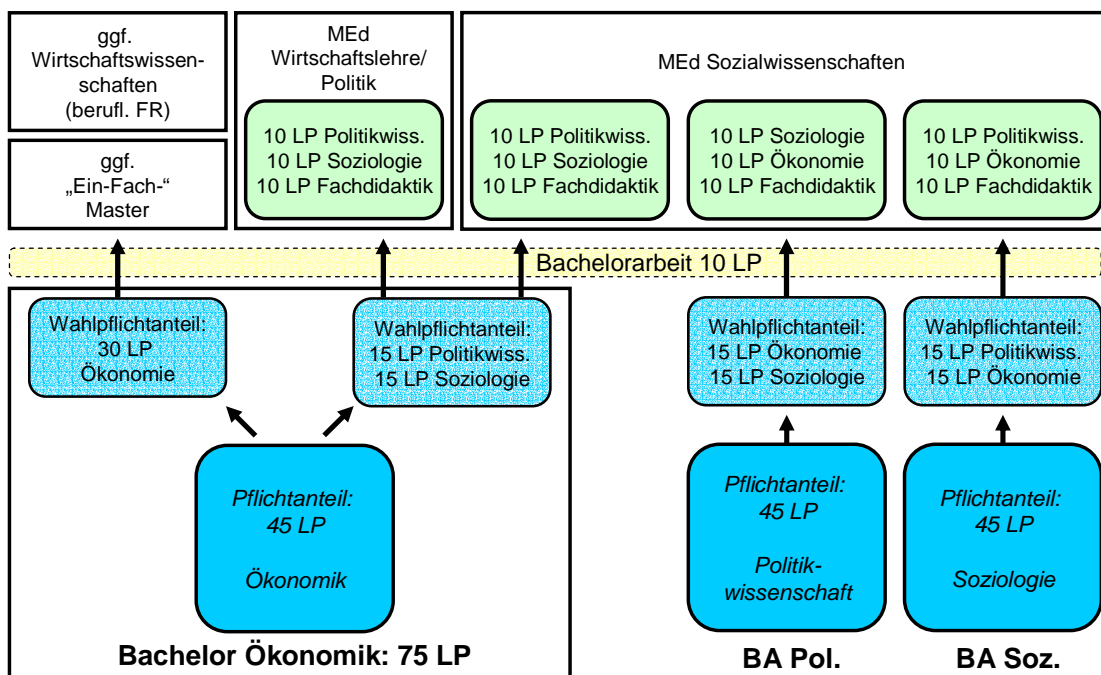 ggf.
Wirtschaftswissen-
schaften
(berufl. FR)
ggf.
„Ein-Fach-“
Master
MEd
Wirtschaftslehre/
Politik
10 LP Politikwiss.
10 LP Soziologie
10 LP Fachdidaktik
MEd Sozialwissenschaften
10 LP Politikwiss.
10 LP Soziologie
10 LP Fachdidaktik
10 LP Soziologie
10 LP Ökonomie
10 LP Fachdidaktik
10 LP Politikwiss.
10 LP Ökonomie
10 LP Fachdidaktik
Bachelorarbeit 10 LP
Wahlpflichtanteil:
30 LP
Ökonomie
Wahlpflichtanteil:
15 LP Politikwiss.
15 LP Soziologie
Wahlpflichtanteil:
15 LP Ökonomie
15 LP Soziologie
Wahlpflichtanteil:
15 LP Politikwiss.
15 LP Ökonomie
Pflichtanteil:
45 LP
Ökonomik
Pflichtanteil:
45 LP
Politik-
wissenschaft
Pflichtanteil:
45 LP
Soziologie
Bachelor Ökonomik: 75 LP
BA Pol.
BA Soz.